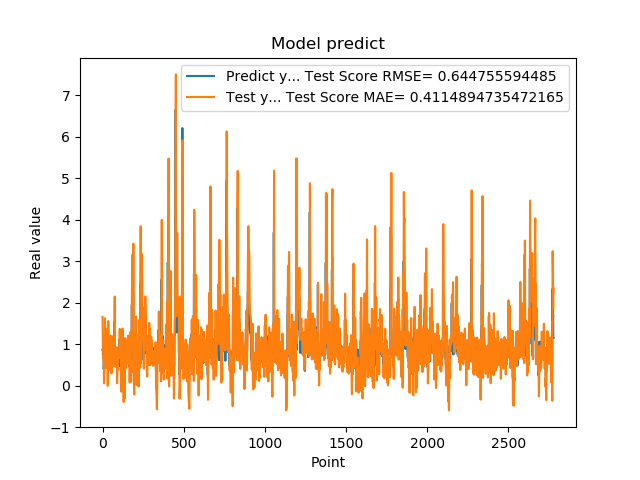 Model predict
Predict y... Test Score RMSE= 0.644755594485
Test y... Test Score MAE= 0.4114894735472165
Real value
7
6
5
4
3
2
1
0
−1
0 500 1000 1500 2000 2500
Point